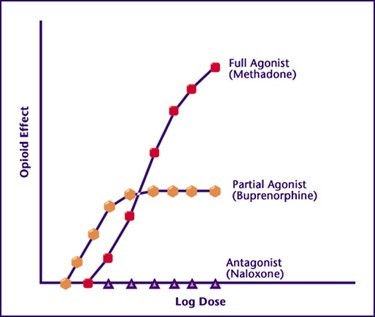 Full Agonist
(Methadone)
Opioid Effect
Partial Agonist
(Buprenorphine)
Antagonist
(Naloxone)
Log Dose